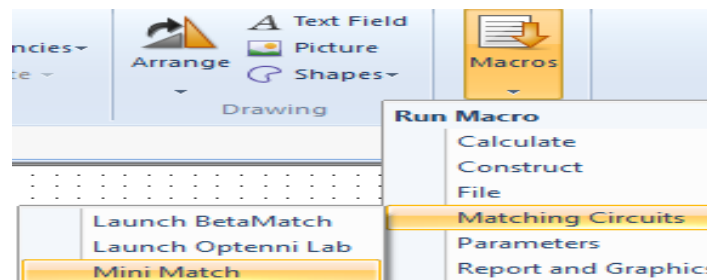 Text Field
ncies
Picture
Arrange
Macros
Shapes
Drawing
Run Macro
Calculate
Construct
File
Launch BetaMatch
Matching Circuits
Launch Optenni Lab
Parameters
Mini Match
Report and Graphics